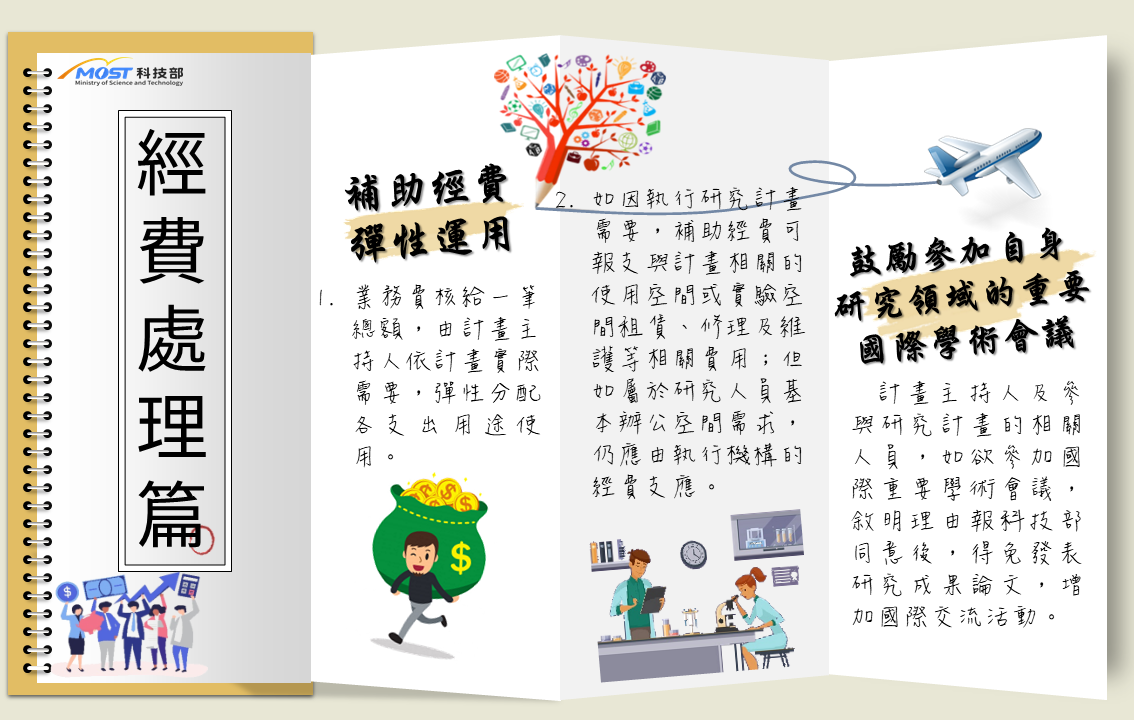 MOST 科技部
Ministry of Science and Technology
經費處理篇
補助經費
彈性運用
1. 業務費核給一筆
總額，由計畫主
持人依計畫實際
需要，彈性分配
各支出用途使
用。
2. 如因執行研究計畫
需要，補助經費可
報支與計畫相關的
使用空間或實驗空
間租賃、修理及維
護等相關費用；但
如屬於研究人員基
本辦公空間需求，
仍應由執行機構的
經費支應。
鼓勵參加自身
研究領域的重要
國際學術會議
計畫主持人及參
與研究計畫的相關
人員，如欲參加國
際重要學術會議，
敘明理由報科技部
同意後，得免發表
研究成果論文，增
加國際交流活動。